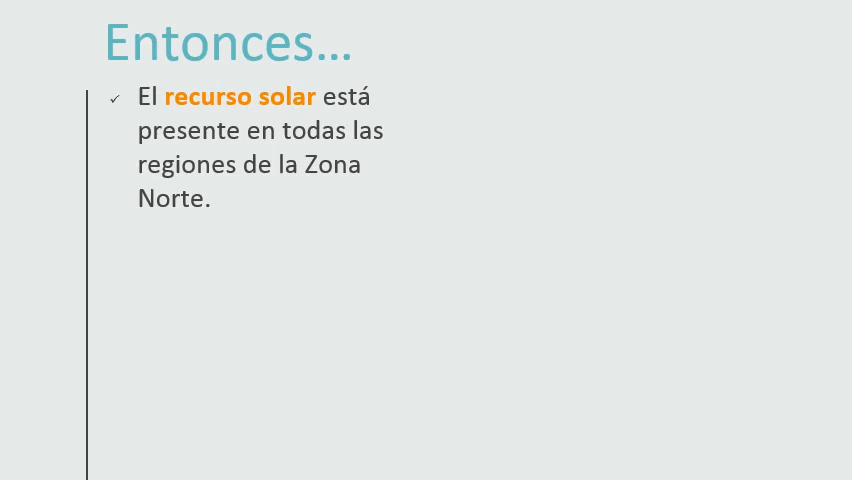 Entonces...
✓ El recurso solar está
presente en todas las
regiones de la Zona
Norte.